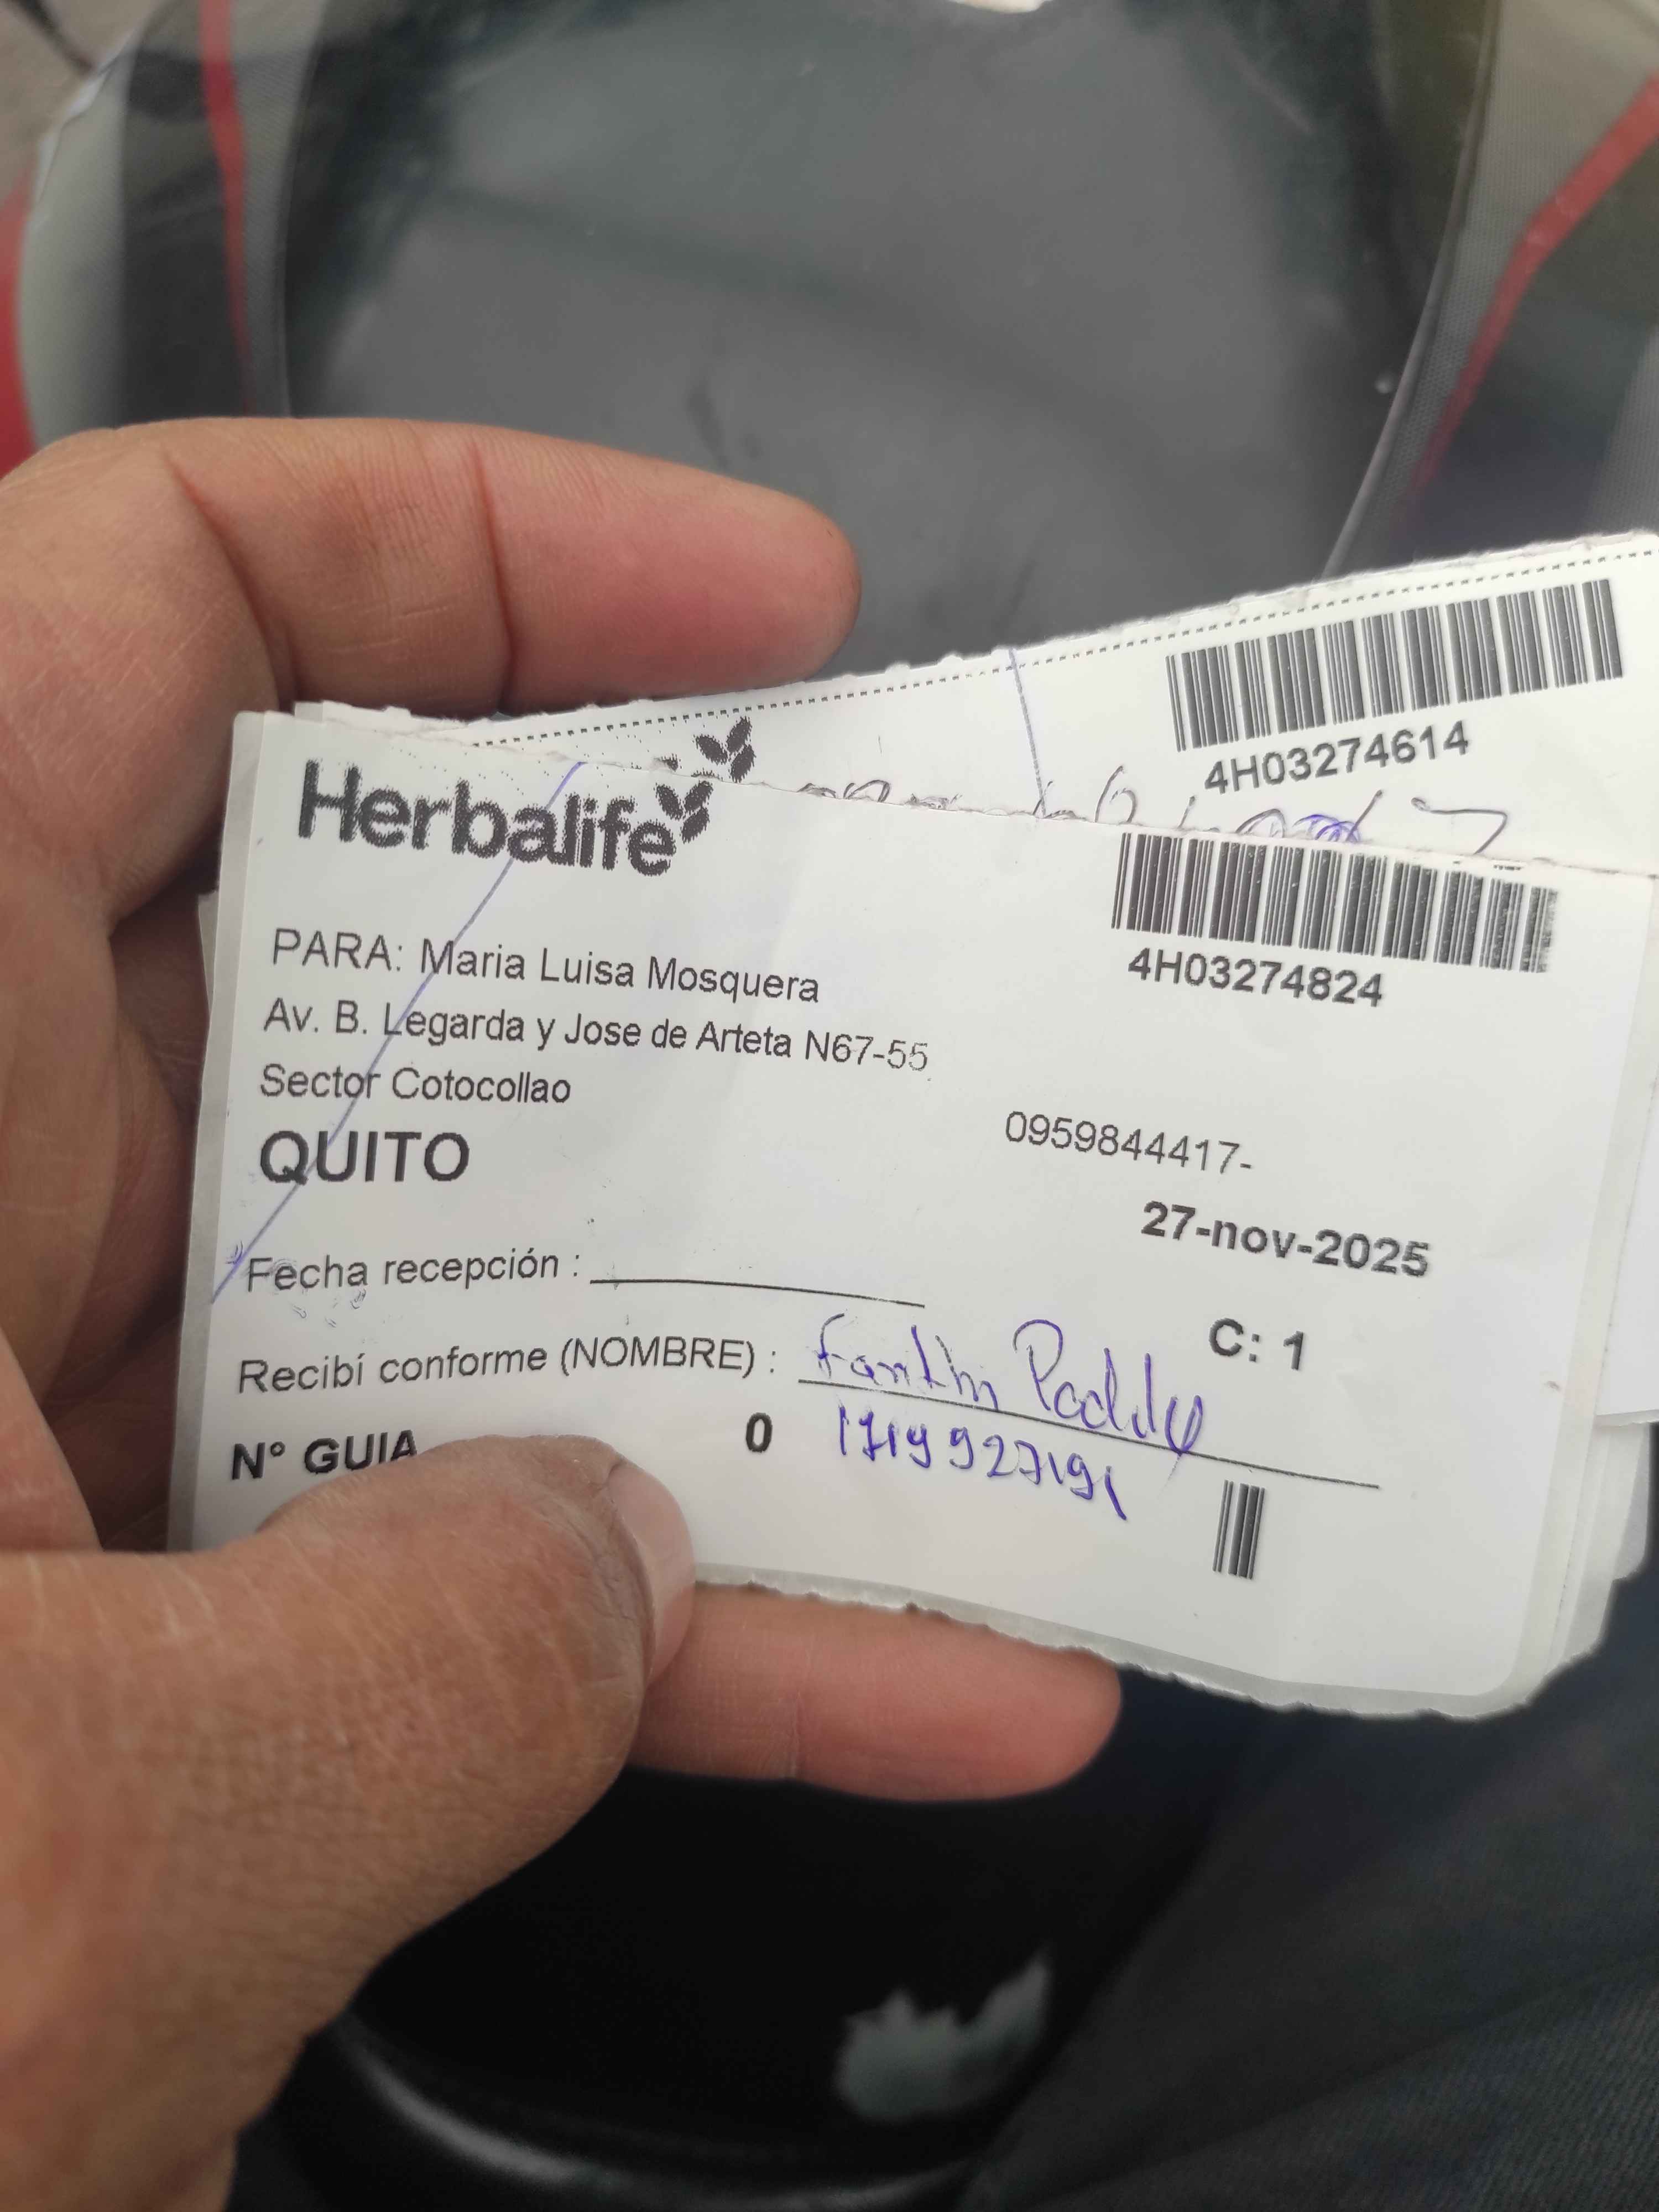 4H03274614
Herbalife
4H03274824
PARA: Maria Luisa Mosquera
Av. B. Legarda y Jose de Arteta N67-55
Sector Cotocollao
QUITO
0959844417-
27-nov-2025
Fecha recepción :
C: 1
Recibí conforme (NOMBRE) :
N° GUIA 0